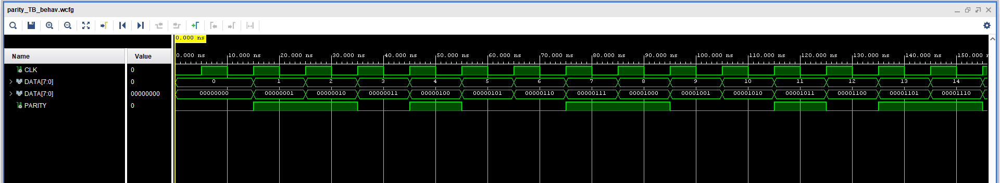 parity_TB_behav.wcfg
0.000 ns
Name Value
0.000 ns 10.000 ns 20.000 ns 30.000 ns 40.000 ns 50.000 ns 60.000 ns 70.000 ns 80.000 ns 90.000 ns 100.000 ns 110.000 ns 120.000 ns 130.000 ns 140.000 ns 150.000 n
CLK 0
DATA[7:0] 0 0 1 2 3 4 5 6 7 8 9 10 11 12 13 14
DATA[7:0] 00000000 00000000 00000001 00000010 00000011 00000100 00000101 00000110 00000111 00001000 00001001 00001010 00001011 00001100 00001101 00001110
PARITY 0